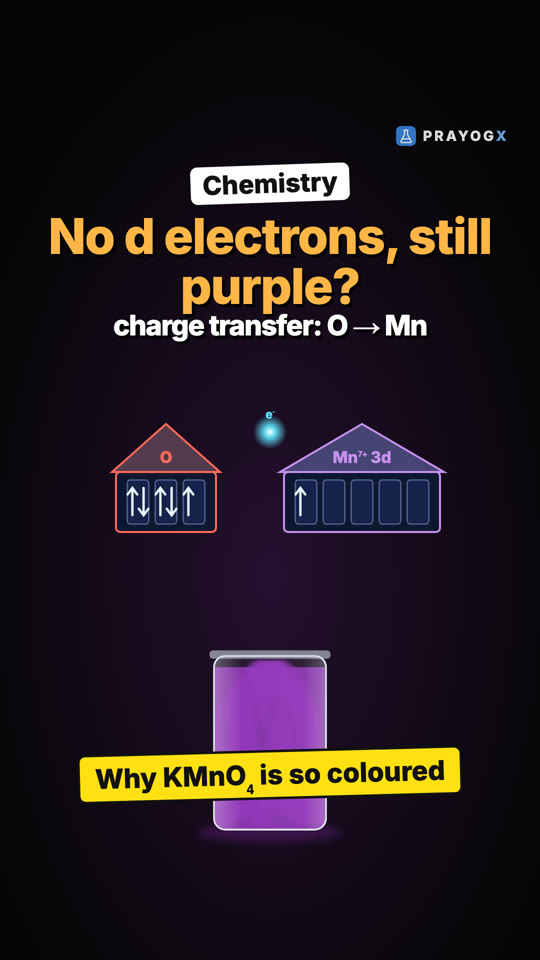 PRAYOGX
Chemistry
No d electrons, still
purple?
charge transfer: O → Mn
e⁻
O
Mn⁷⁺ 3d
Why KMnO₄ is so coloured